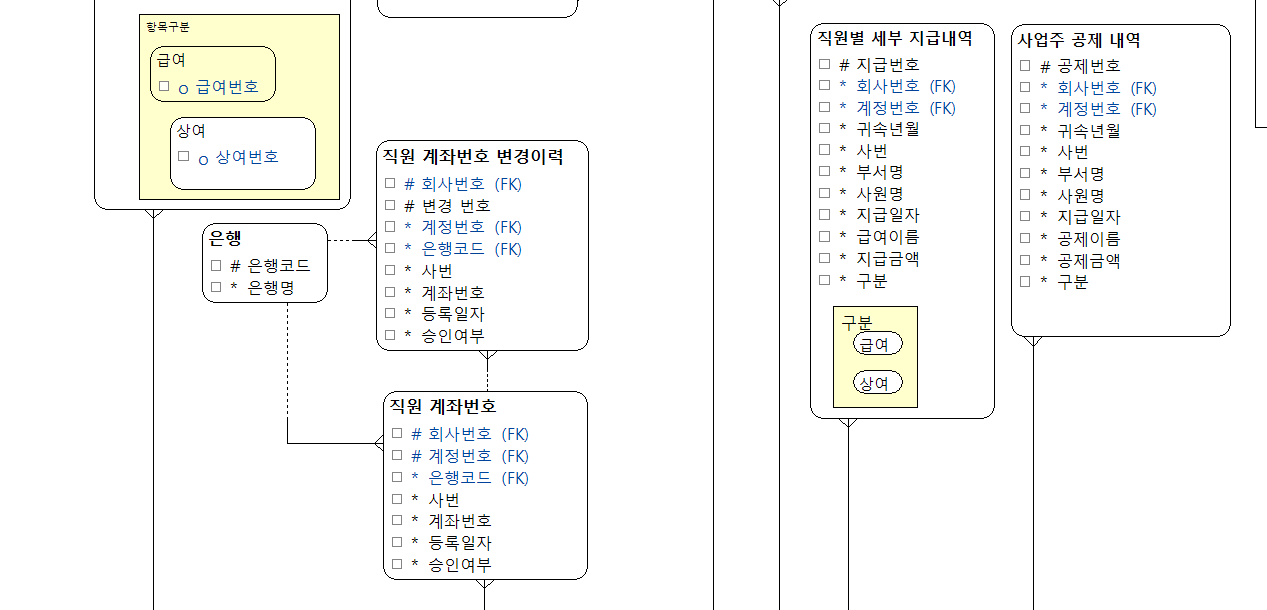 항목구분
급여
o 급여번호
상여
o 상여번호
은행
# 은행코드
* 은행명
직원 계좌번호 변경이력
# 회사번호 (FK)
# 변경 번호
* 계정번호 (FK)
* 은행코드 (FK)
* 사번
* 계좌번호
* 등록일자
* 승인여부
직원 계좌번호
# 회사번호 (FK)
# 계정번호 (FK)
* 은행코드 (FK)
* 사번
* 계좌번호
* 등록일자
* 승인여부
직원별 세부 지급내역
# 지급번호
* 회사번호 (FK)
* 계정번호 (FK)
* 귀속년월
* 사번
* 부서명
* 사원명
* 지급일자
* 급여이름
* 지급금액
* 구분
구분
급여
상여
사업주 공제 내역
# 공제번호
* 회사번호 (FK)
* 계정번호 (FK)
* 귀속년월
* 사번
* 부서명
* 사원명
* 지급일자
* 공제이름
* 공제금액
* 구분